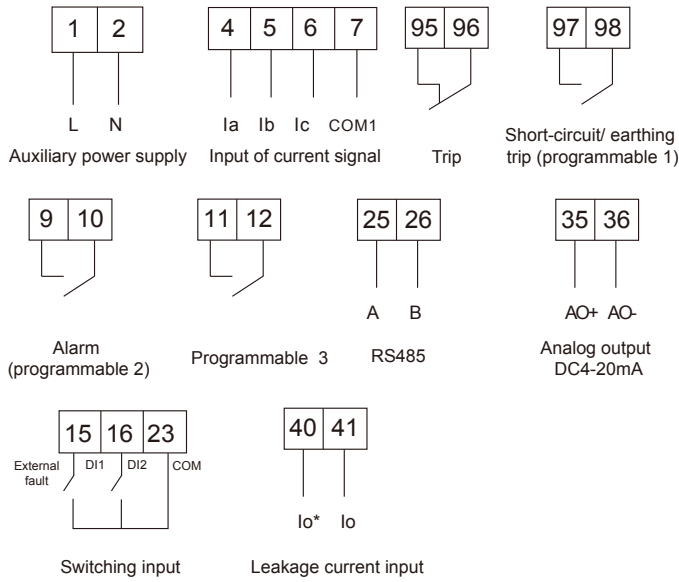 1 2
4 5 6 7
95 96
97 98
L N
Ia Ib Ic COM1
Auxiliary power supply
Input of current signal
Trip
Short-circuit/ earthing
trip (programmable 1)
9 10
11 12
25 26
35 36
A B
AO+ AO-
Alarm
(programmable 2)
Programmable 3
RS485
Analog output
DC4-20mA
15 16 23
40 41
External
fault
DI1 DI2 COM
Io* Io
Switching input
Leakage current input